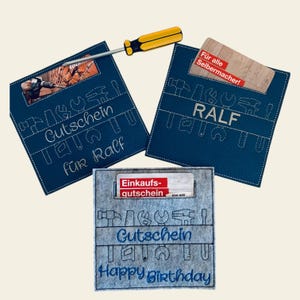 Gutschein
für Ralf
Für alle
Selbermacher!
RALF
Einkaufs-
gutschein
Gutschein
Happy Birthday